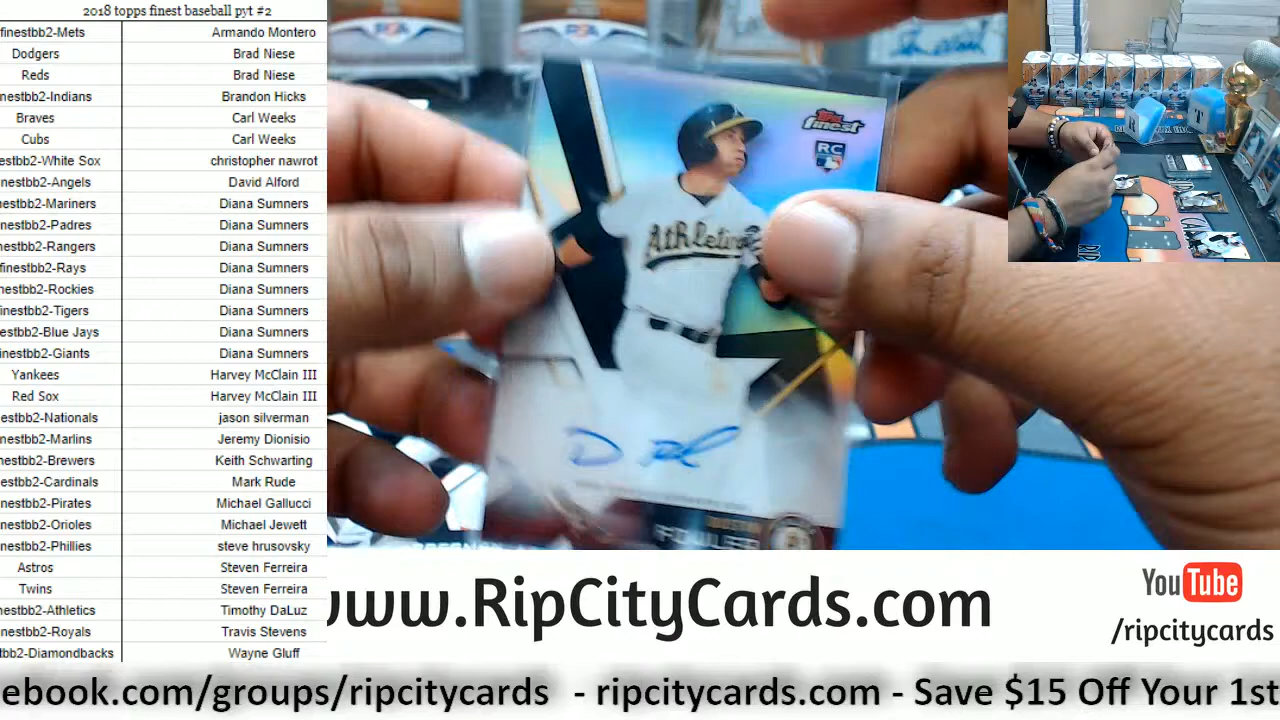 2018 topps finest baseball pyt #2
finestbb2-Mets Armando Montero
Dodgers Brad Niese
Reds Brad Niese
nestbb2-Indians Brandon Hicks
Braves Carl Weeks
Cubs Carl Weeks
estbb2-White Sox christopher nawrot
nestbb2-Angels David Alford
nestbb2-Mariners Diana Sumners
nestbb2-Padres Diana Sumners
nestbb2-Rangers Diana Sumners
finestbb2-Rays Diana Sumners
nestbb2-Rockies Diana Sumners
finestbb2-Tigers Diana Sumners
estbb2-Blue Jays Diana Sumners
inestbb2-Giants Diana Sumners
Yankees Harvey McClain III
Red Sox Harvey McClain III
estbb2-Nationals jason silverman
nestbb2-Marlins Jeremy Dionisio
nestbb2-Brewers Keith Schwarting
nestbb2-Cardinals Mark Rude
nestbb2-Pirates Michael Gallucci
nestbb2-Orioles Michael Jewett
nestbb2-Phillies steve hrusovsky
Astros Steven Ferreira
Twins Steven Ferreira
nestbb2-Athletics Timothy DaLuz
nestbb2-Royals Travis Stevens
tbb2-Diamondbacks Wayne Gluff
Topps
finest
RC
Athletics
FOWLER
www.RipCityCards.com
YouTube
/ripcitycards
ebook.com/groups/ripcitycards - ripcitycards.com - Save $15 Off Your 1st